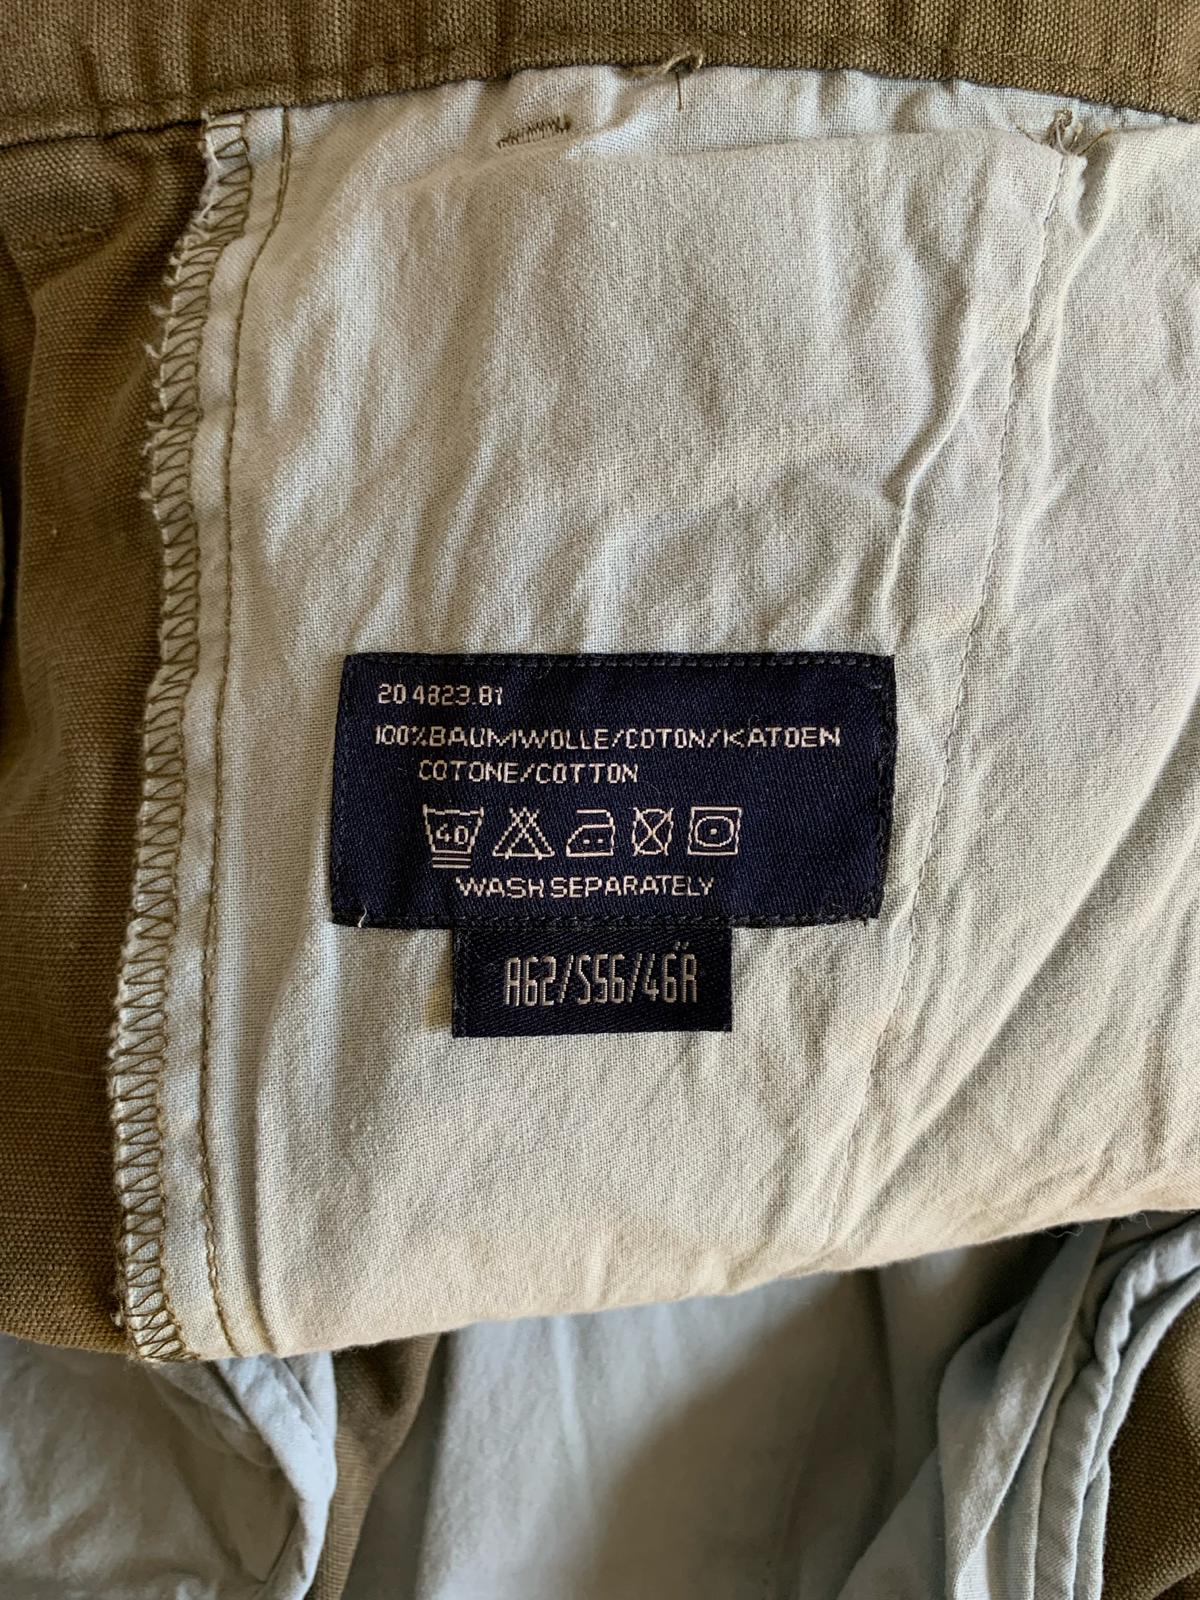 20 4823.81
100% BAUMWOLLE/COTON/KATOEN
COTONE/COTTON
40
WASH SEPARATELY
A62/S56/46R̈